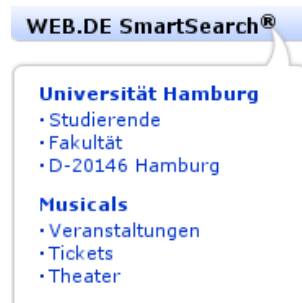 WEB.DE SmartSearch®
Universität Hamburg
· Studierende
· Fakultät
· D-20146 Hamburg
Musicals
· Veranstaltungen
· Tickets
· Theater